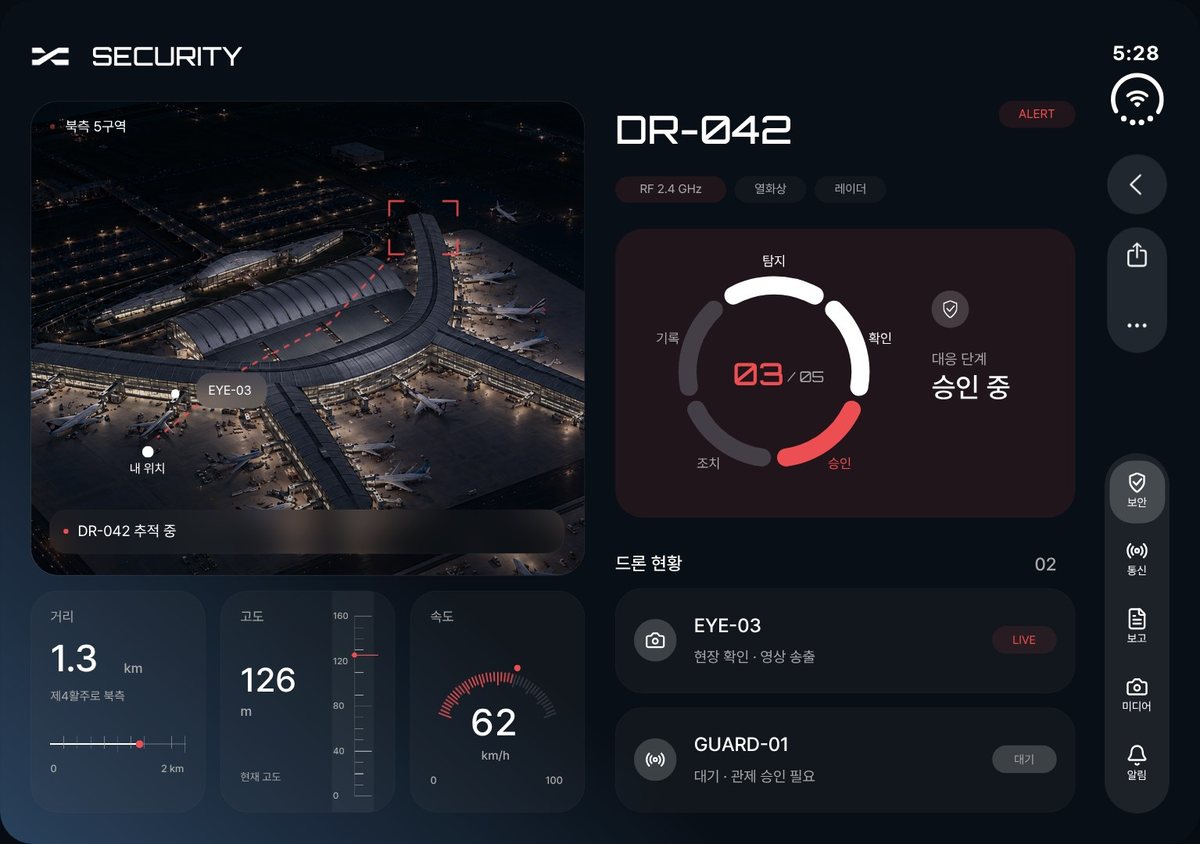 SECURITY
5:28
북측 5구역
EYE-03
내 위치
DR-042 추적 중
DR-042
ALERT
RF 2.4 GHz
열화상
레이더
탐지
기록
확인
03 / 05
조치
승인
대응 단계
승인 중
거리
1.3 km
제4활주로 북측
0
2 km
고도
126
m
현재 고도
160
120
80
40
0
속도
62
km/h
0
100
드론 현황
02
EYE-03
현장 확인 · 영상 송출
LIVE
GUARD-01
대기 · 관제 승인 필요
대기
보안
통신
보고
미디어
알림